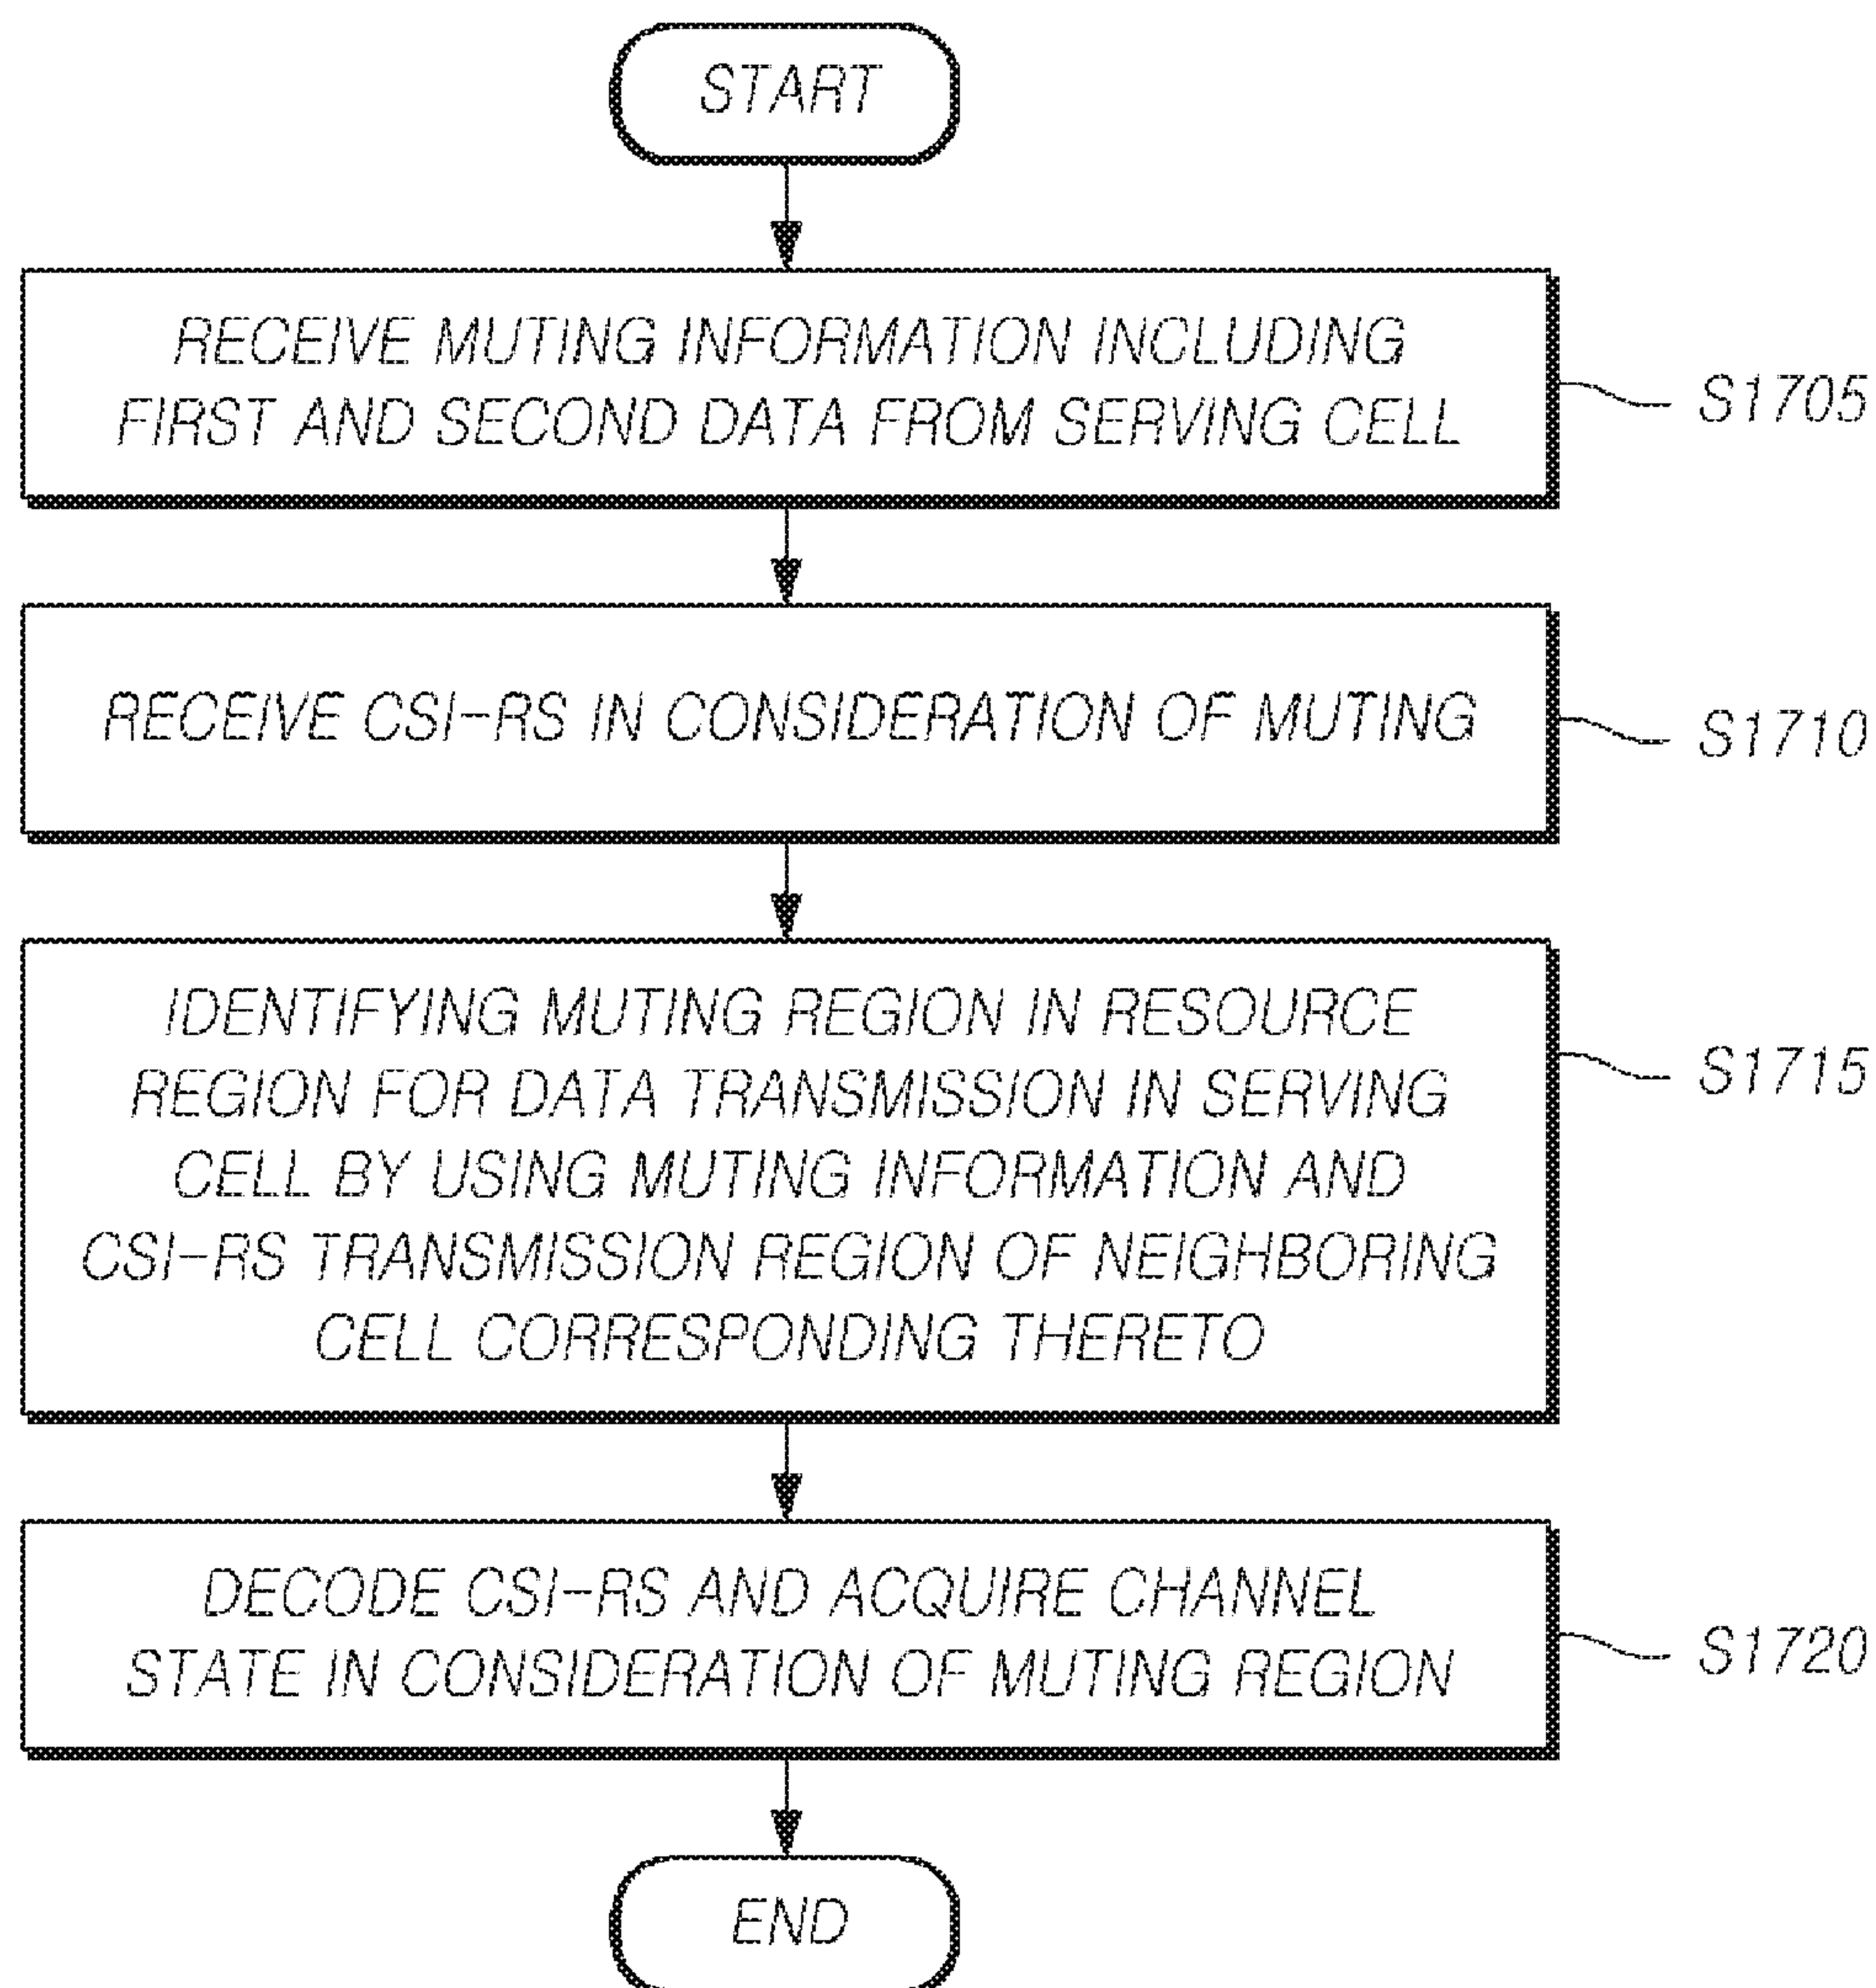 START
RECEIVE MUTING INFORMATION INCLUDING
FIRST AND SECOND DATA FROM SERVING CELL
S1705
RECEIVE CSI-RS IN CONSIDERATION OF MUTING
S1710
IDENTIFYING MUTING REGION IN RESOURCE
REGION FOR DATA TRANSMISSION IN SERVING
CELL BY USING MUTING INFORMATION AND
CSI-RS TRANSMISSION REGION OF NEIGHBORING
CELL CORRESPONDING THERETO
S1715
DECODE CSI-RS AND ACQUIRE CHANNEL
STATE IN CONSIDERATION OF MUTING REGION
S1720
END